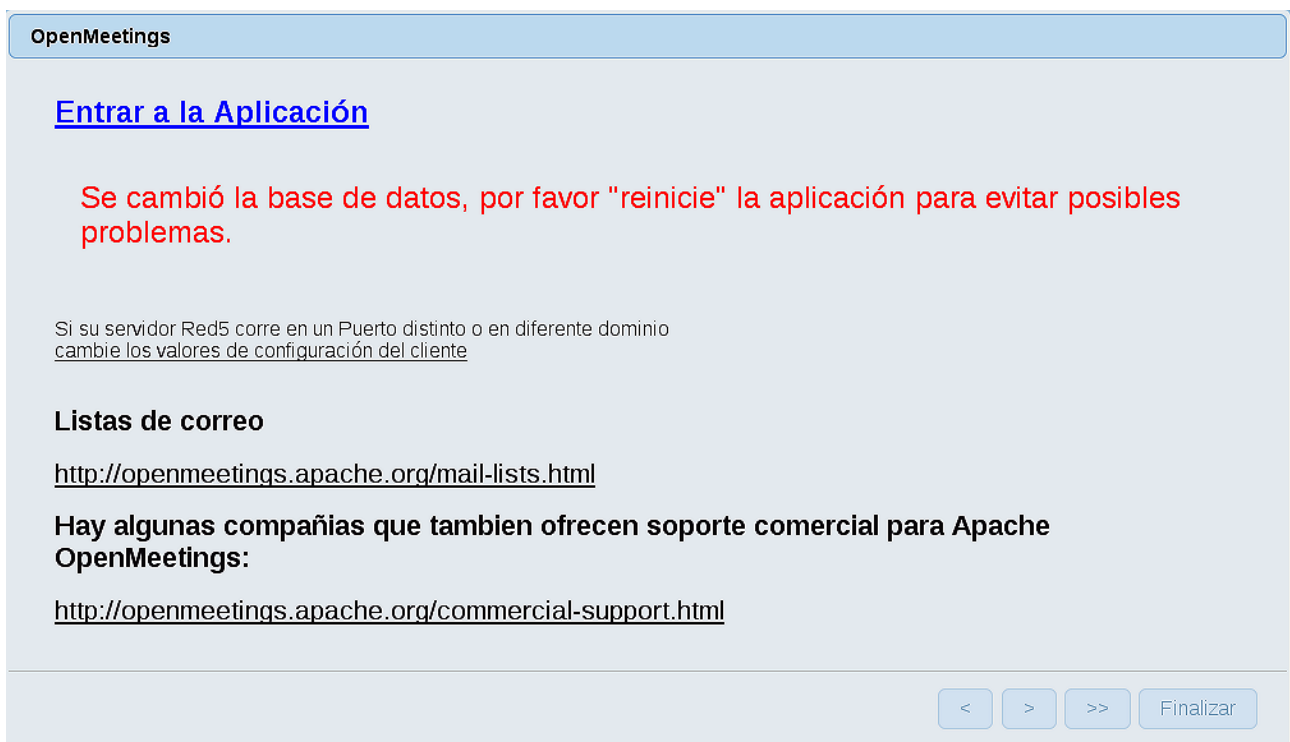 OpenMeetings
Entrar a la Aplicación
Se cambió la base de datos, por favor "reinicie" la aplicación para evitar posibles
problemas.
Si su servidor Red5 corre en un Puerto distinto o en diferente dominio
cambie los valores de configuración del cliente
Listas de correo
http://openmeetings.apache.org/mail-lists.html
Hay algunas compañias que tambien ofrecen soporte comercial para Apache
OpenMeetings:
http://openmeetings.apache.org/commercial-support.html
< > >> Finalizar